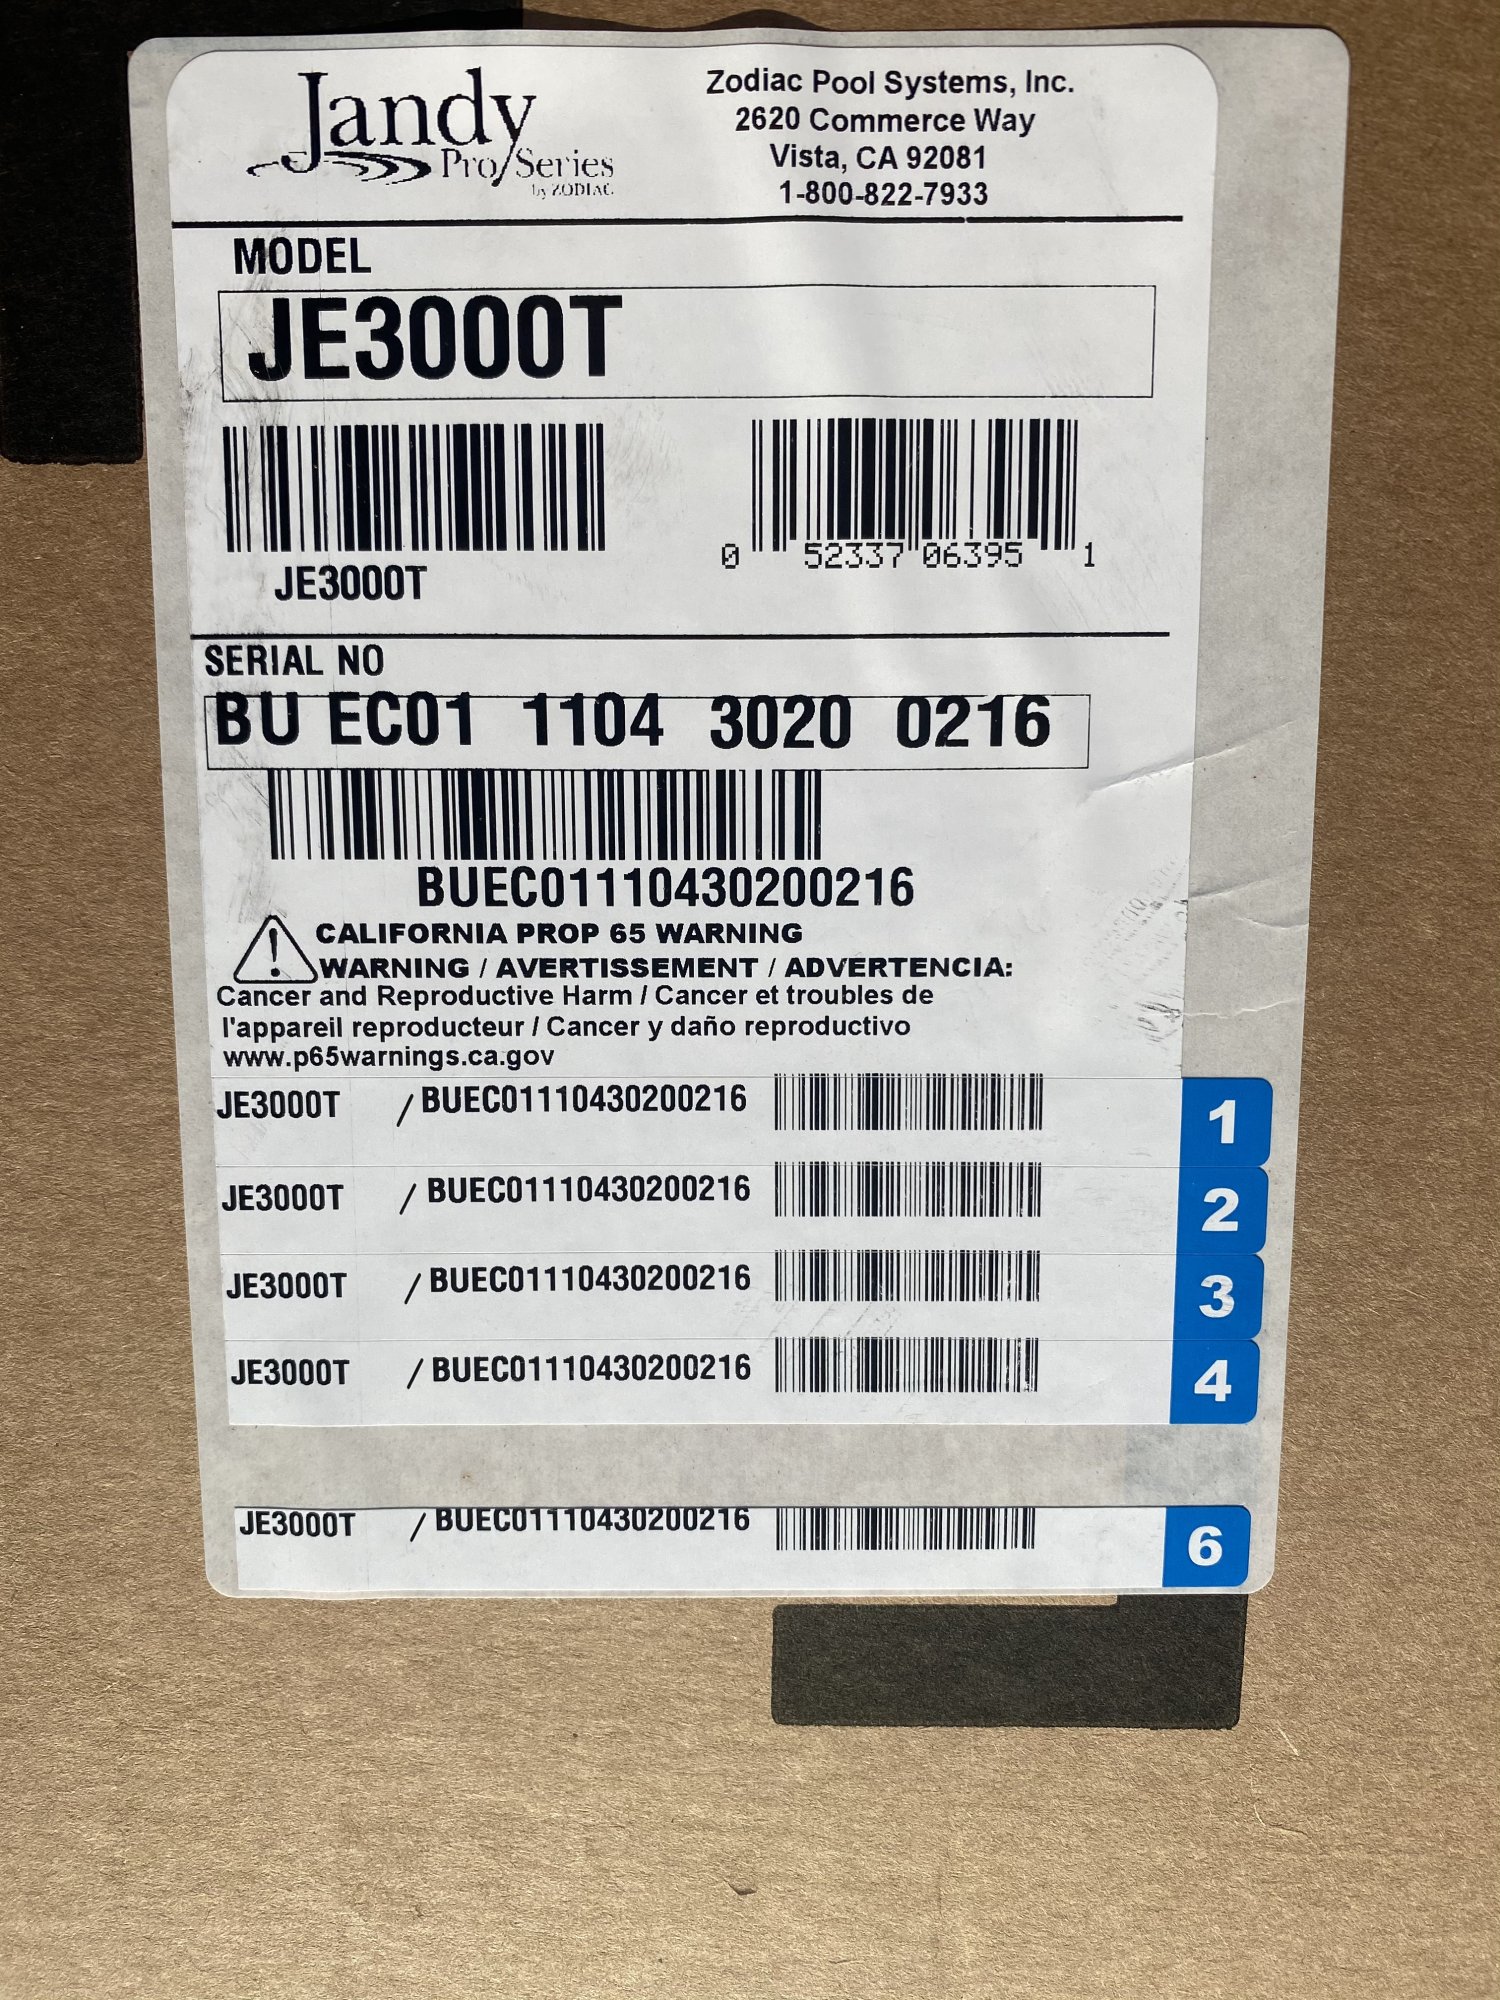 Jandy
Pro Series
by ZODIAC
Zodiac Pool Systems, Inc.
2620 Commerce Way
Vista, CA 92081
1-800-822-7933
MODEL
JE3000T
JE3000T
0 52337 06395 1
SERIAL NO
BU EC01 1104 3020 0216
BUEC01110430200216
CALIFORNIA PROP 65 WARNING
WARNING / AVERTISSEMENT / ADVERTENCIA:
Cancer and Reproductive Harm / Cancer et troubles de
l'appareil reproducteur / Cancer y daño reproductivo
www.p65warnings.ca.gov
JE3000T / BUEC01110430200216 1
JE3000T / BUEC01110430200216 2
JE3000T / BUEC01110430200216 3
JE3000T / BUEC01110430200216 4
JE3000T / BUEC01110430200216 6